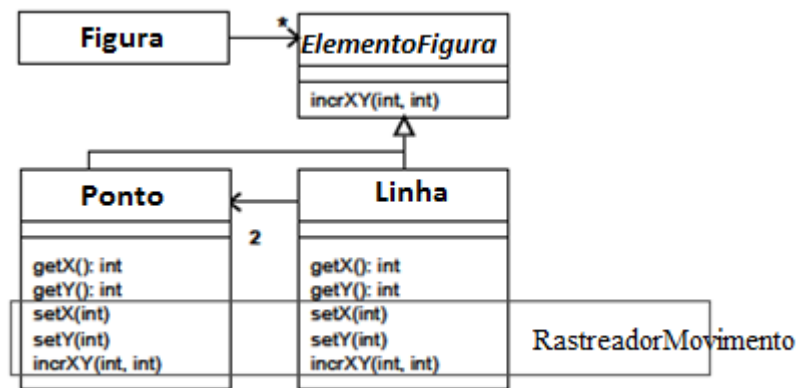 Figura
*
ElementoFigura
incrXY(int, int)
Ponto
2
Linha
getX(): int
getY(): int
setX(int)
setY(int)
incrXY(int, int)
getX(): int
getY(): int
setX(int)
setY(int)
incrXY(int, int)
RastreadorMovimento